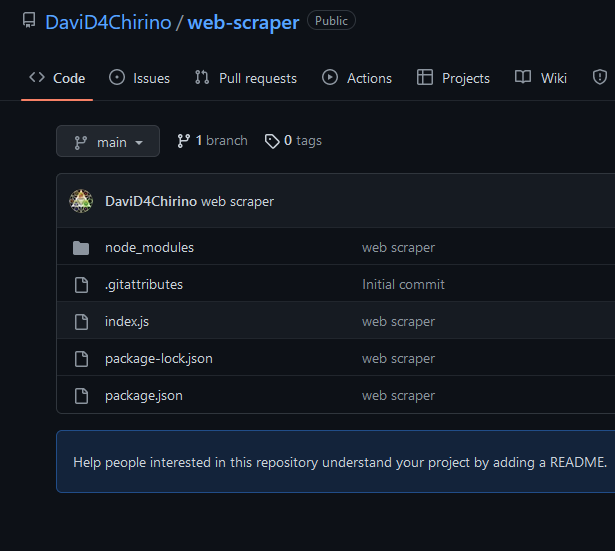 DaviD4Chirino / web-scraper Public
Code Issues Pull requests Actions Projects Wiki
main 1 branch 0 tags
DaviD4Chirino web scraper
node_modules web scraper
.gitattributes Initial commit
index.js web scraper
package-lock.json web scraper
package.json web scraper
Help people interested in this repository understand your project by adding a README.